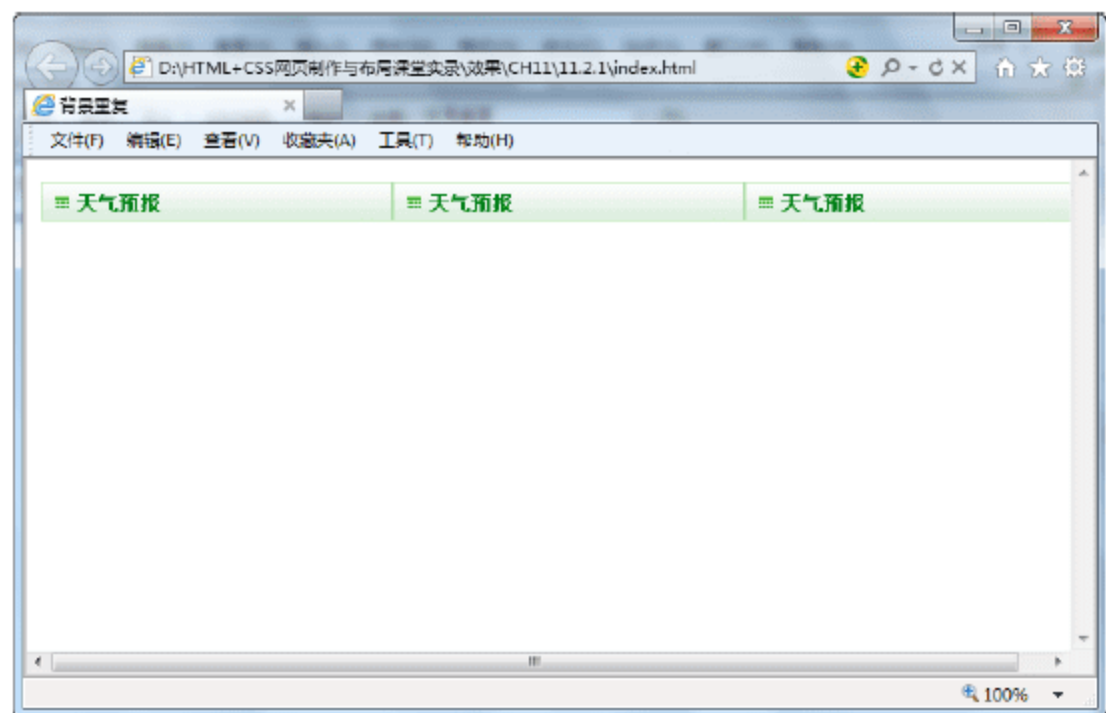 D:\HTML+CSS网页制作与布局课堂实录\效果\CH11\11.2.1\index.html
背景重复
文件(F) 编辑(E) 查看(V) 收藏夹(A) 工具(T) 帮助(H)
天气预报 天气预报 天气预报
100%